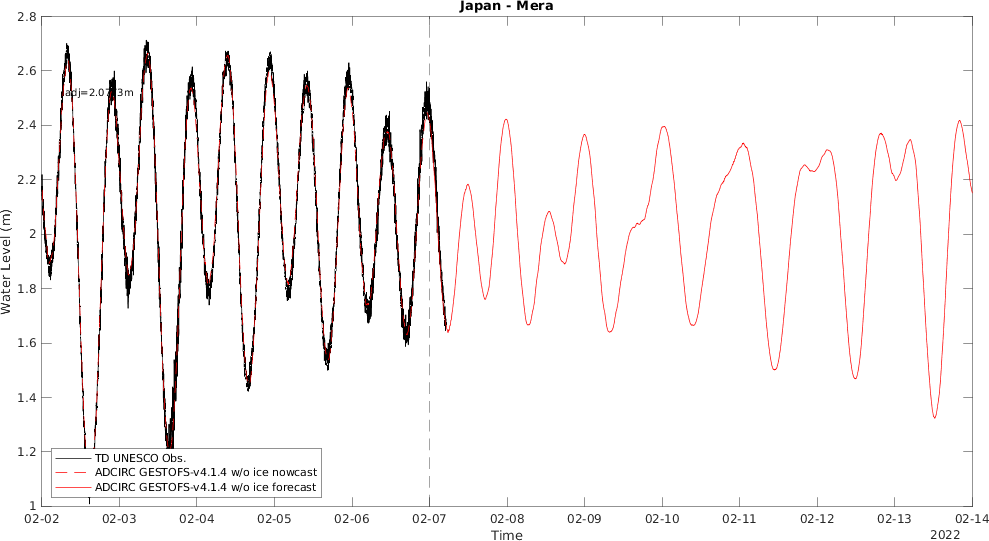 Japan - Mera
2.8
2.6
2.4
2.2
2
1.8
1.6
1.4
1.2
1
Water Level (m)
TD UNESCO Obs.
ADCIRC GESTOFS-v4.1.4 w/o ice nowcast
ADCIRC GESTOFS-v4.1.4 w/o ice forecast
02-02 02-03 02-04 02-05 02-06 02-07 02-08 02-09 02-10 02-11 02-12 02-13 02-14
Time
2022